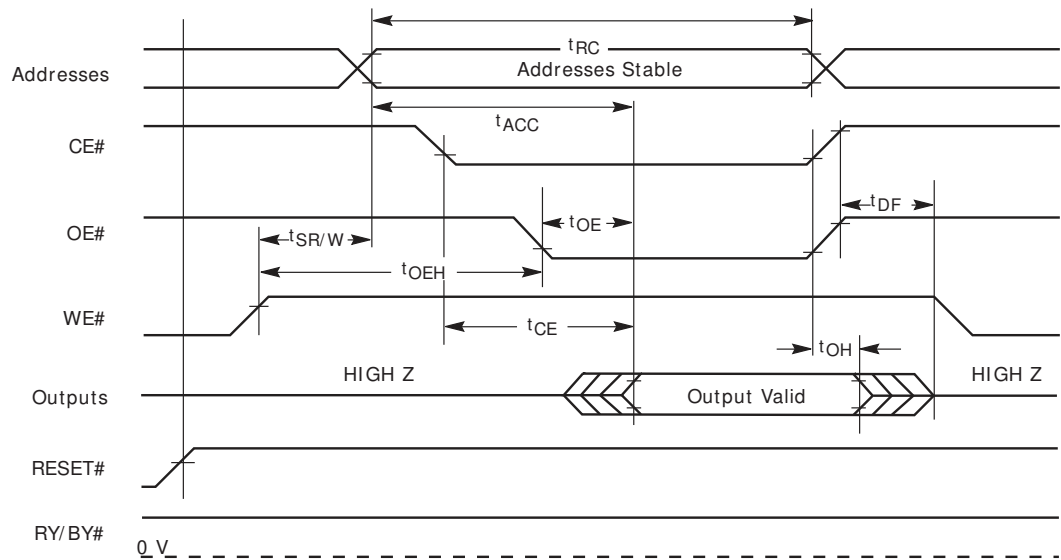 tRC
Addresses
Addresses Stable
tACC
CE#
tDF
tOE
OE#
tSR/W
tOEH
WE#
tCE
tOH
HIGH Z
HIGH Z
Outputs
Output Valid
RESET#
RY/BY#
0 V